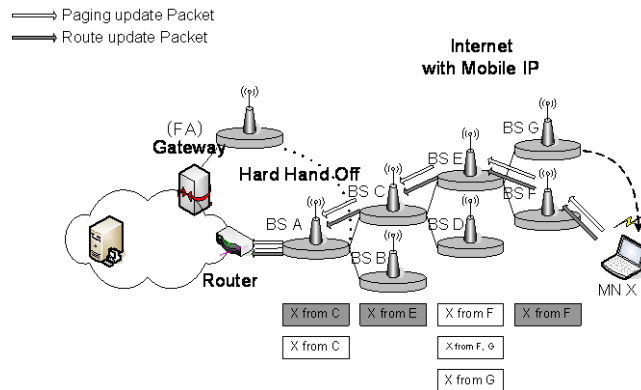 Paging update Packet
Route update Packet
Internet
with Mobile IP
(FA)
Gateway
Hard Hand Off
BS G
BS E
BS C
BS F
BS A
BS D
BS B
Router
MN X
X from C
X from E
X from F
X from F
X from C
X from F, G
X from G